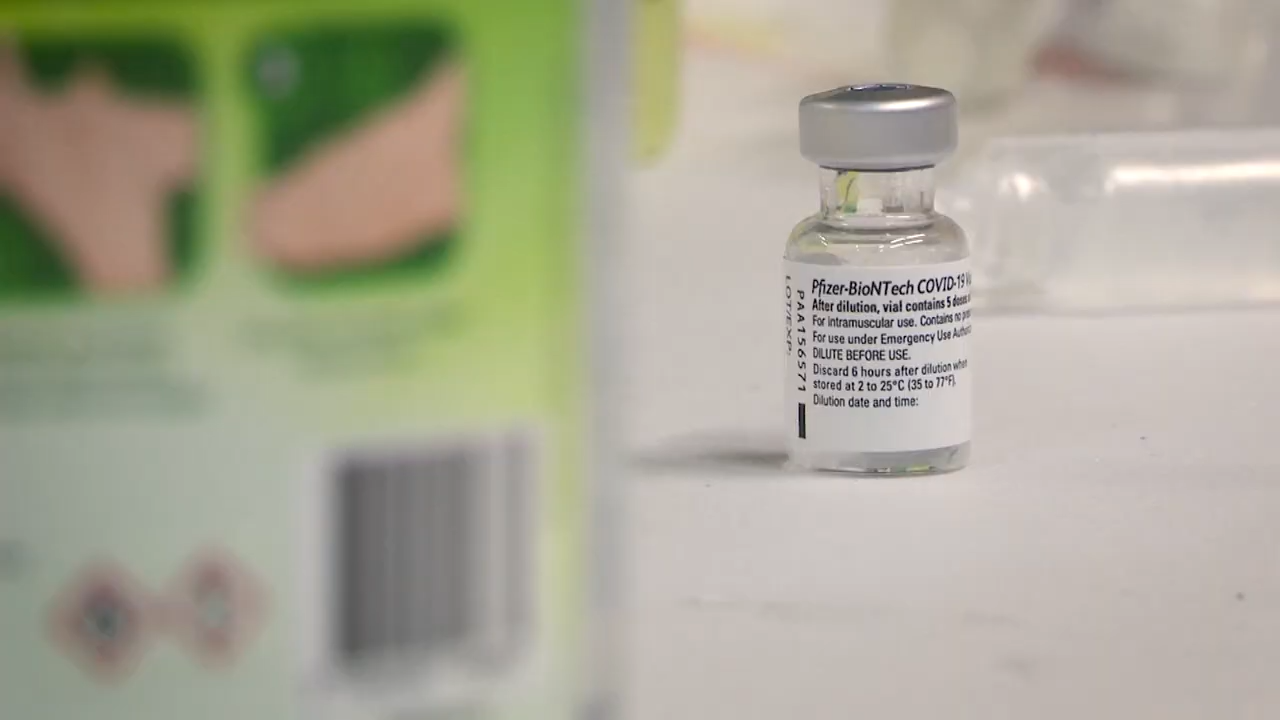 Pfizer-BioNTech COVID-19
After dilution, vial contains 5 doses
For intramuscular use. Contains no
For use under Emergency Use
DILUTE BEFORE USE.
Discard 6 hours after dilution when
stored at 2 to 25°C (35 to 77°F).
Dilution date and time:
PAA156571
LOT/EXP: